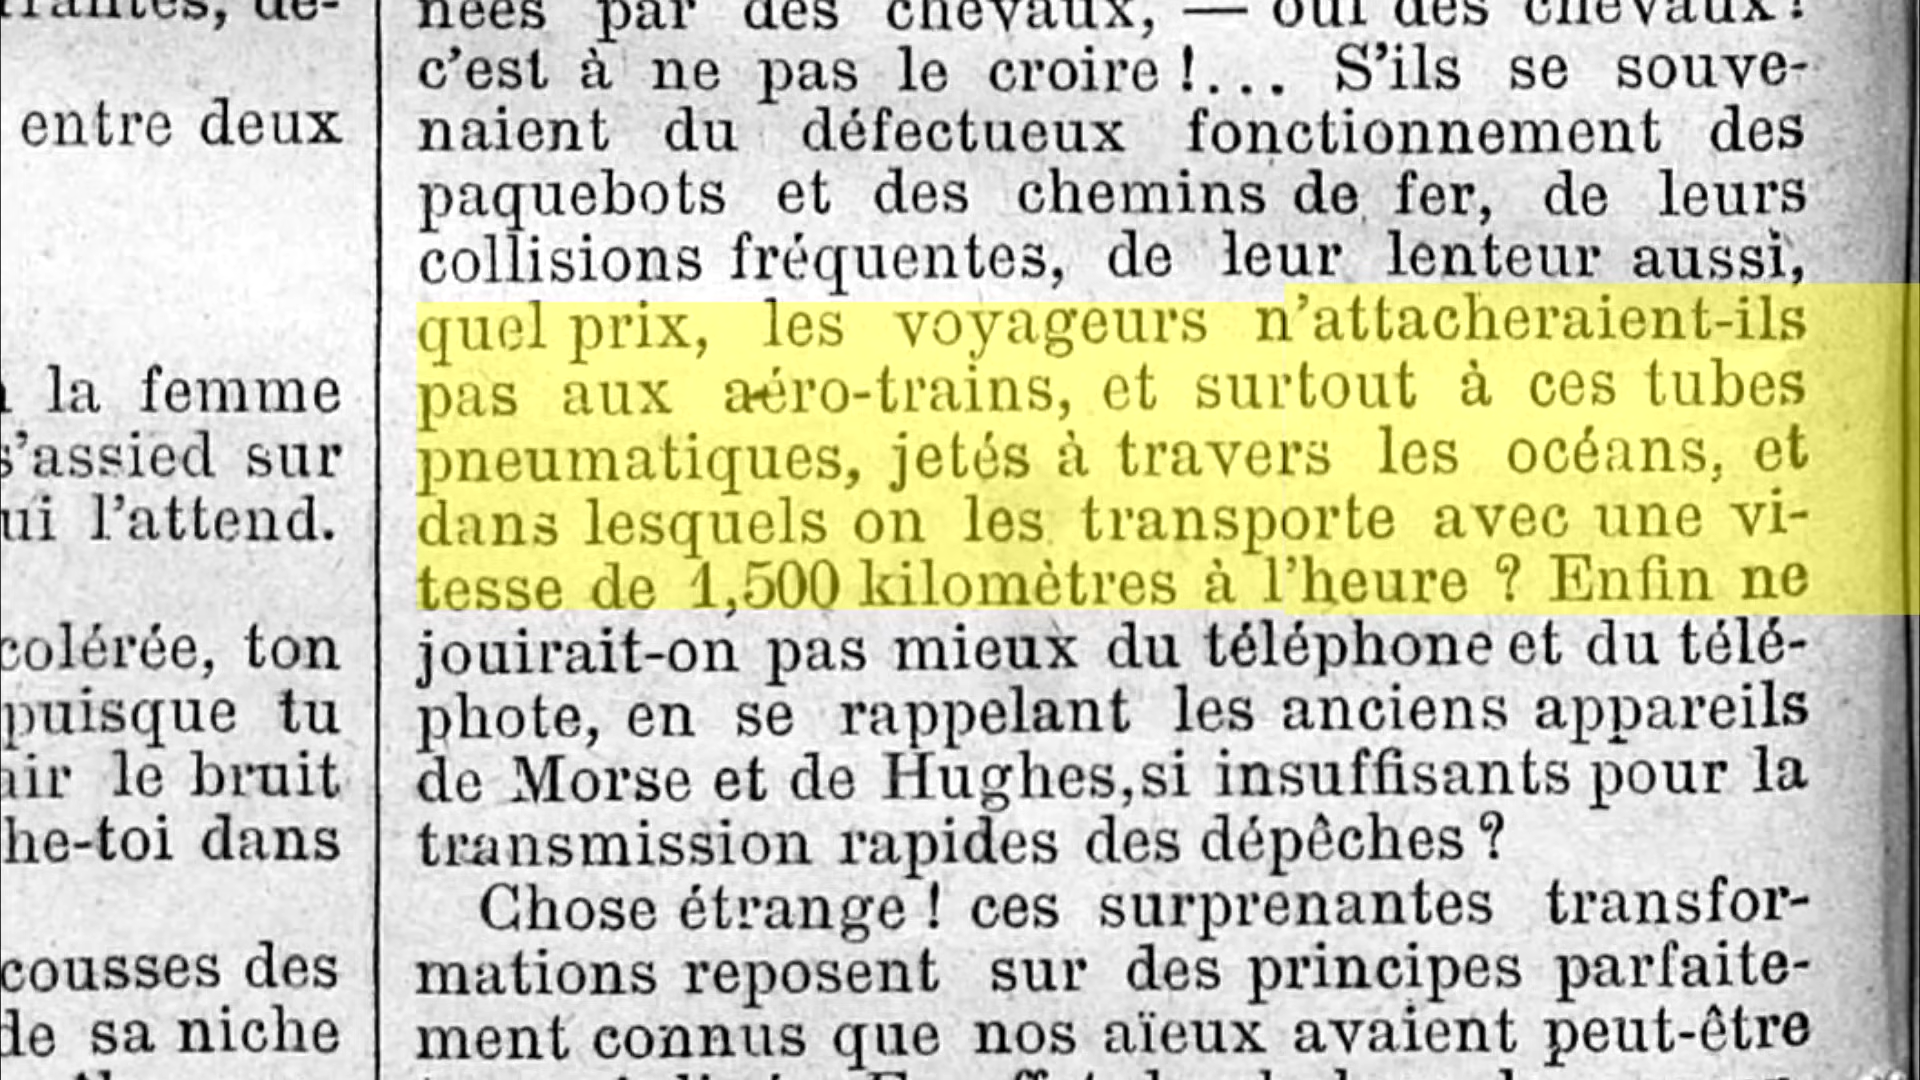 entre deux
la femme
s'assied sur
ui l'attend.
colérée, ton
puisque tu
air le bruit
he-toi dans
cousses des
de sa niche
nées par des chevaux, — oui des chevaux!
c'est à ne pas le croire !... S'ils se souve-
naient du défectueux fonctionnement des
paquebots et des chemins de fer, de leurs
collisions fréquentes, de leur lenteur aussi,
quel prix, les voyageurs n'attacheraient-ils
pas aux aéro-trains, et surtout à ces tubes
pneumatiques, jetés à travers les océans, et
dans lesquels on les transporte avec une vi-
tesse de 1,500 kilomètres à l'heure ? Enfin ne
jouirait-on pas mieux du téléphone et du télé-
phote, en se rappelant les anciens appareils
de Morse et de Hughes,si insuffisants pour la
transmission rapides des dépêches ?
Chose étrange ! ces surprenantes transfor-
mations reposent sur des principes parfaite-
ment connus que nos aïeux avaient peut-être